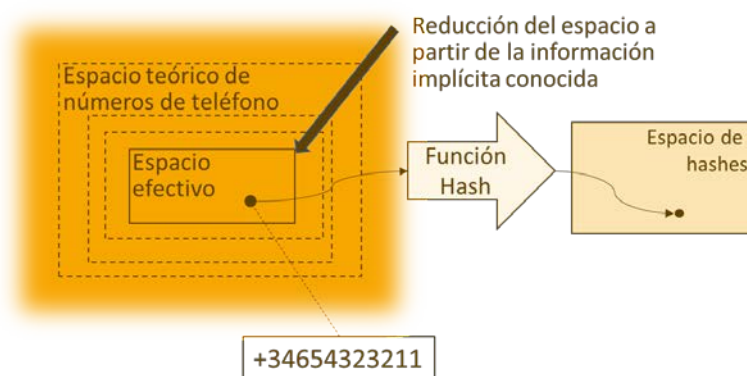 Reducción del espacio a
partir de la información
implícita conocida
Espacio teórico de
números de teléfono
Espacio
efectivo
Función
Hash
Espacio de
hashes
+34654323211